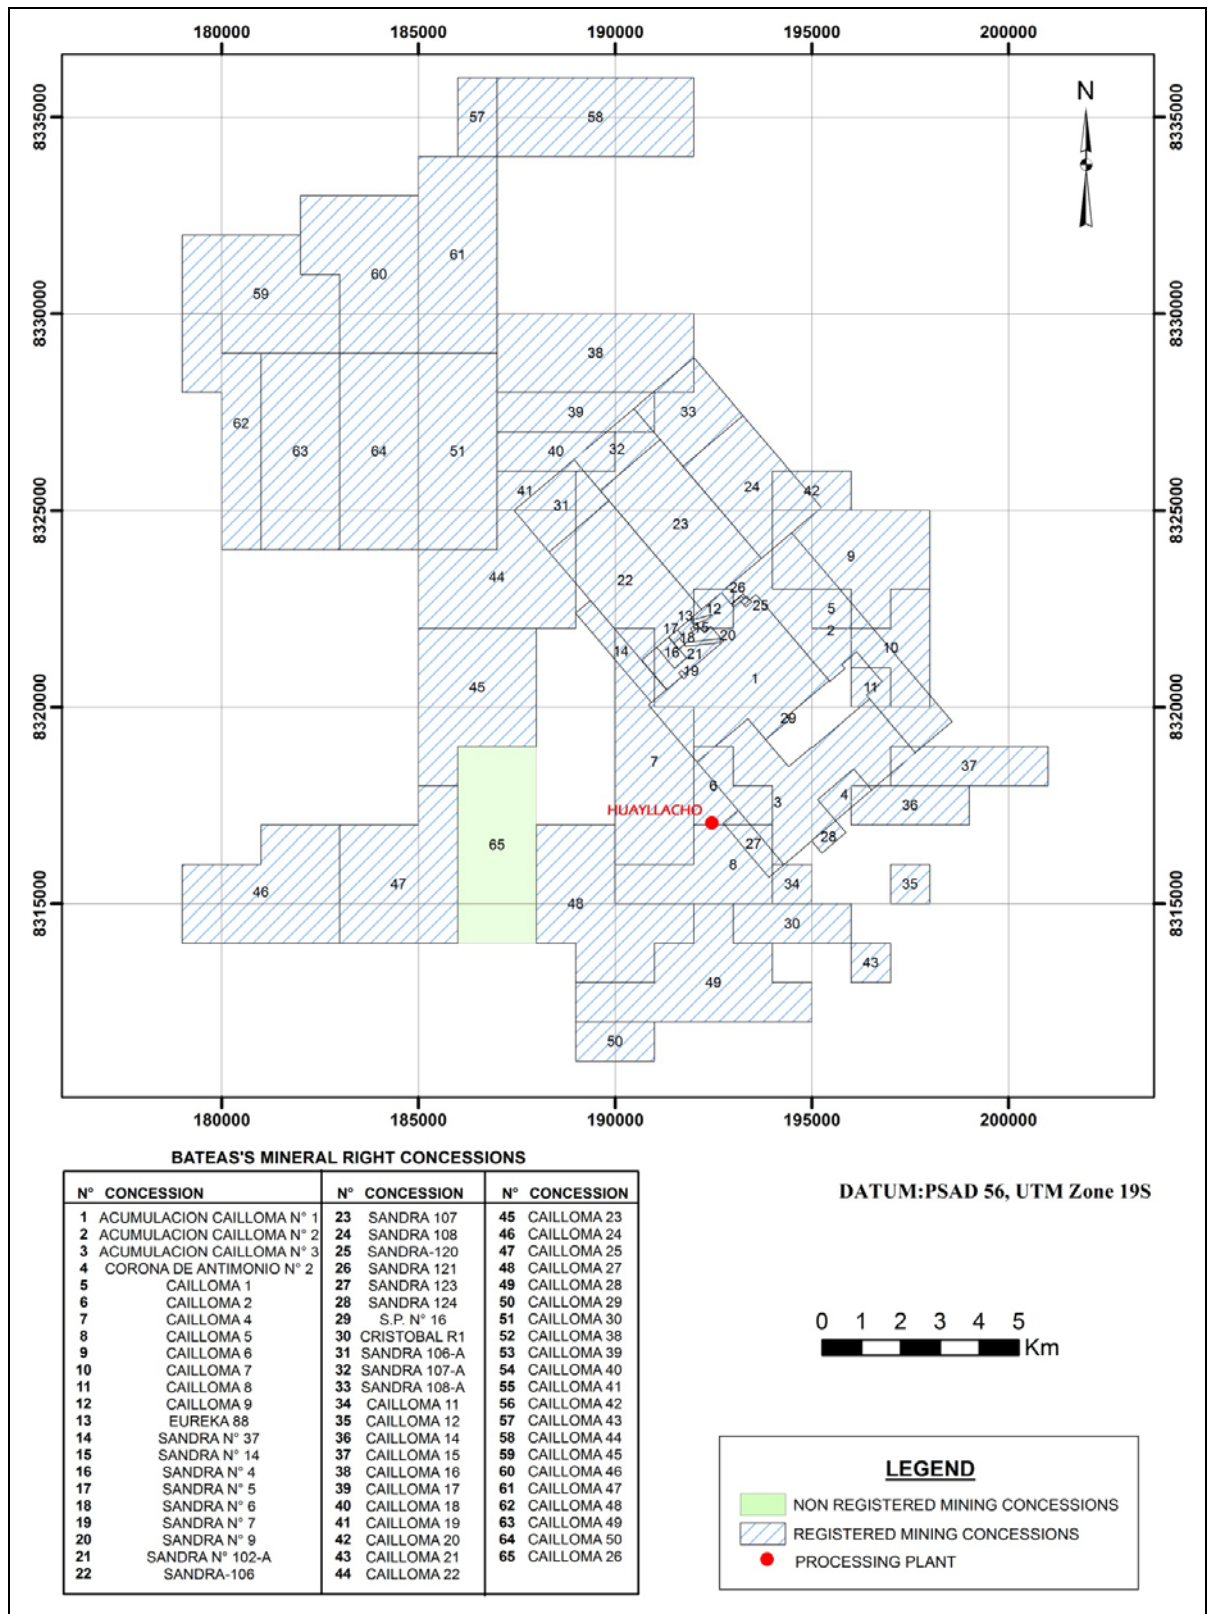 180000 185000 190000 195000 200000
N
8335000 57 58 8335000
61
60
59
8330000 8330000
38
39 33
62 63 64 51 40 32
41 31 24 42
8325000 8325000
23
9
44 22
26
13 12 25 5
17 15 20 2
14 16 18 21 10
19
45 1 11
8320000 29 8320000
7 37
6 3 4 36
HUAYLLACHO
65 27 28
8
46 47 34 35
8315000 48 8315000
30
43
49
50
180000 185000 190000 195000 200000
BATEAS'S MINERAL RIGHT CONCESSIONS
N° CONCESSION N° CONCESSION N° CONCESSION
1 ACUMULACION CAILLOMA N° 1 23 SANDRA 107 45 CAILLOMA 23
2 ACUMULACION CAILLOMA N° 2 24 SANDRA 108 46 CAILLOMA 24
3 ACUMULACION CAILLOMA N° 3 25 SANDRA-120 47 CAILLOMA 25
4 CORONA DE ANTIMONIO N° 2 26 SANDRA 121 48 CAILLOMA 27
5 CAILLOMA 1 27 SANDRA 123 49 CAILLOMA 28
6 CAILLOMA 2 28 SANDRA 124 50 CAILLOMA 29
7 CAILLOMA 4 29 S.P. N° 16 51 CAILLOMA 30
8 CAILLOMA 5 30 CRISTOBAL R1 52 CAILLOMA 38
9 CAILLOMA 6 31 SANDRA 106-A 53 CAILLOMA 39
10 CAILLOMA 7 32 SANDRA 107-A 54 CAILLOMA 40
11 CAILLOMA 8 33 SANDRA 108-A 55 CAILLOMA 41
12 CAILLOMA 9 34 CAILLOMA 11 56 CAILLOMA 42
13 EUREKA 88 35 CAILLOMA 12 57 CAILLOMA 43
14 SANDRA N° 37 36 CAILLOMA 14 58 CAILLOMA 44
15 SANDRA N° 14 37 CAILLOMA 15 59 CAILLOMA 45
16 SANDRA N° 4 38 CAILLOMA 16 60 CAILLOMA 46
17 SANDRA N° 5 39 CAILLOMA 17 61 CAILLOMA 47
18 SANDRA N° 6 40 CAILLOMA 18 62 CAILLOMA 48
19 SANDRA N° 7 41 CAILLOMA 19 63 CAILLOMA 49
20 SANDRA N° 9 42 CAILLOMA 20 64 CAILLOMA 50
21 SANDRA N° 102-A 43 CAILLOMA 21 65 CAILLOMA 26
22 SANDRA-106 44 CAILLOMA 22
DATUM:PSAD 56, UTM Zone 19S
0 1 2 3 4 5
Km
LEGEND
NON REGISTERED MINING CONCESSIONS
REGISTERED MINING CONCESSIONS
PROCESSING PLANT